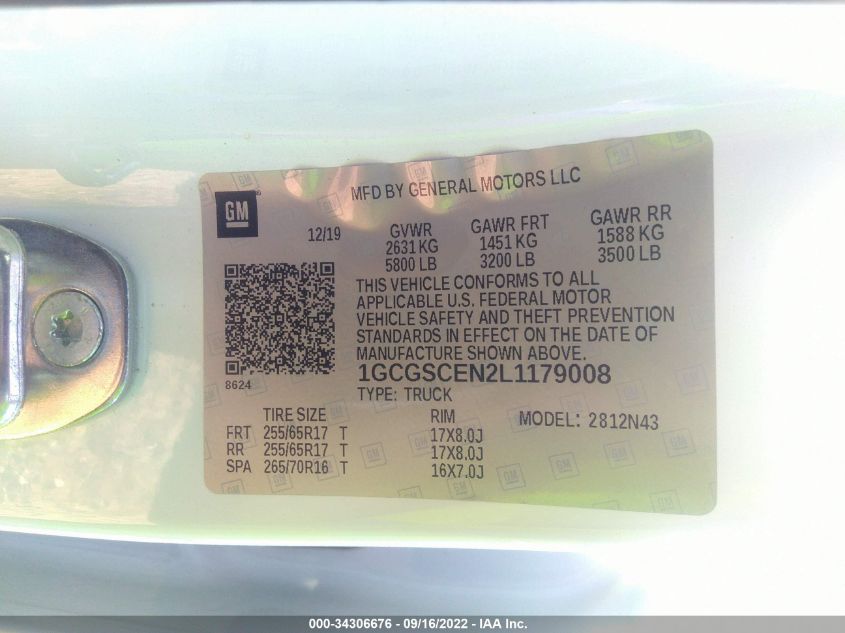 MFD BY GENERAL MOTORS LLC
GM
12/19
GVWR GAWR FRT GAWR RR
2631 KG 1451 KG 1588 KG
5800 LB 3200 LB 3500 LB
THIS VEHICLE CONFORMS TO ALL
APPLICABLE U.S. FEDERAL MOTOR
VEHICLE SAFETY AND THEFT PREVENTION
STANDARDS IN EFFECT ON THE DATE OF
MANUFACTURE SHOWN ABOVE.
8624
1GCGSCEN2L1179008
TYPE: TRUCK
TIRE SIZE RIM MODEL: 2812N43
FRT 255/65R17 T 17X8.0J
RR 255/65R17 T 17X8.0J
SPA 265/70R16 T 16X7.0J
000-34306676 - 09/16/2022 - IAA Inc.